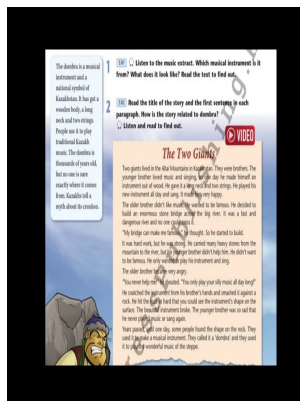 The dombra is a musical
instrument and a
national symbol of
Kazakhstan. It has got a
wooden body, a long
neck and two strings.
People use it to play
traditional Kazakh
music. The dombra is
thousands of years old,
but no one is sure
exactly where it comes
from. Kazakhs tell a
myth about its creation.
1 Listen to the music extract. Which musical instrument is it
from? What does it look like? Read the text to find out.
2 Read the title of the story and the first sentence in each
paragraph. How is the story related to dombra?
Listen and read to find out.
VIDEO
The Two Giants
Two giants lived in the Altai Mountains in Kazakhstan. They were brothers. The
younger brother loved music and singing. One day he made himself an
instrument out of wood. He gave it a long neck and two strings. He played his
new instrument all day and sang. It made him very happy.
The older brother didn't like music. He wanted to be famous. He decided to
build an enormous stone bridge across the big river. It was a fast and
dangerous river and no one could cross it.
"My bridge can make me famous," he thought. So he started to build.
It was hard work, but he was strong. He carried many heavy stones from the
mountain to the river, but his younger brother didn't help him. He didn't want
to be famous. He only wanted to play his instrument and sing.
The older brother became very angry.
"You never help me!" he shouted. "You only play your silly music all day long!"
He snatched the instrument from his brother's hands and smashed it against a
rock. He hit the rock so hard that you could see the instrument's shape on the
surface. The beautiful instrument broke. The younger brother was so sad that
he never played music or sang again.
Years passed, until one day, some people found the shape on the rock. They
used it to make a musical instrument. They called it a 'dombra' and they used
it to play the wonderful music of the steppe.